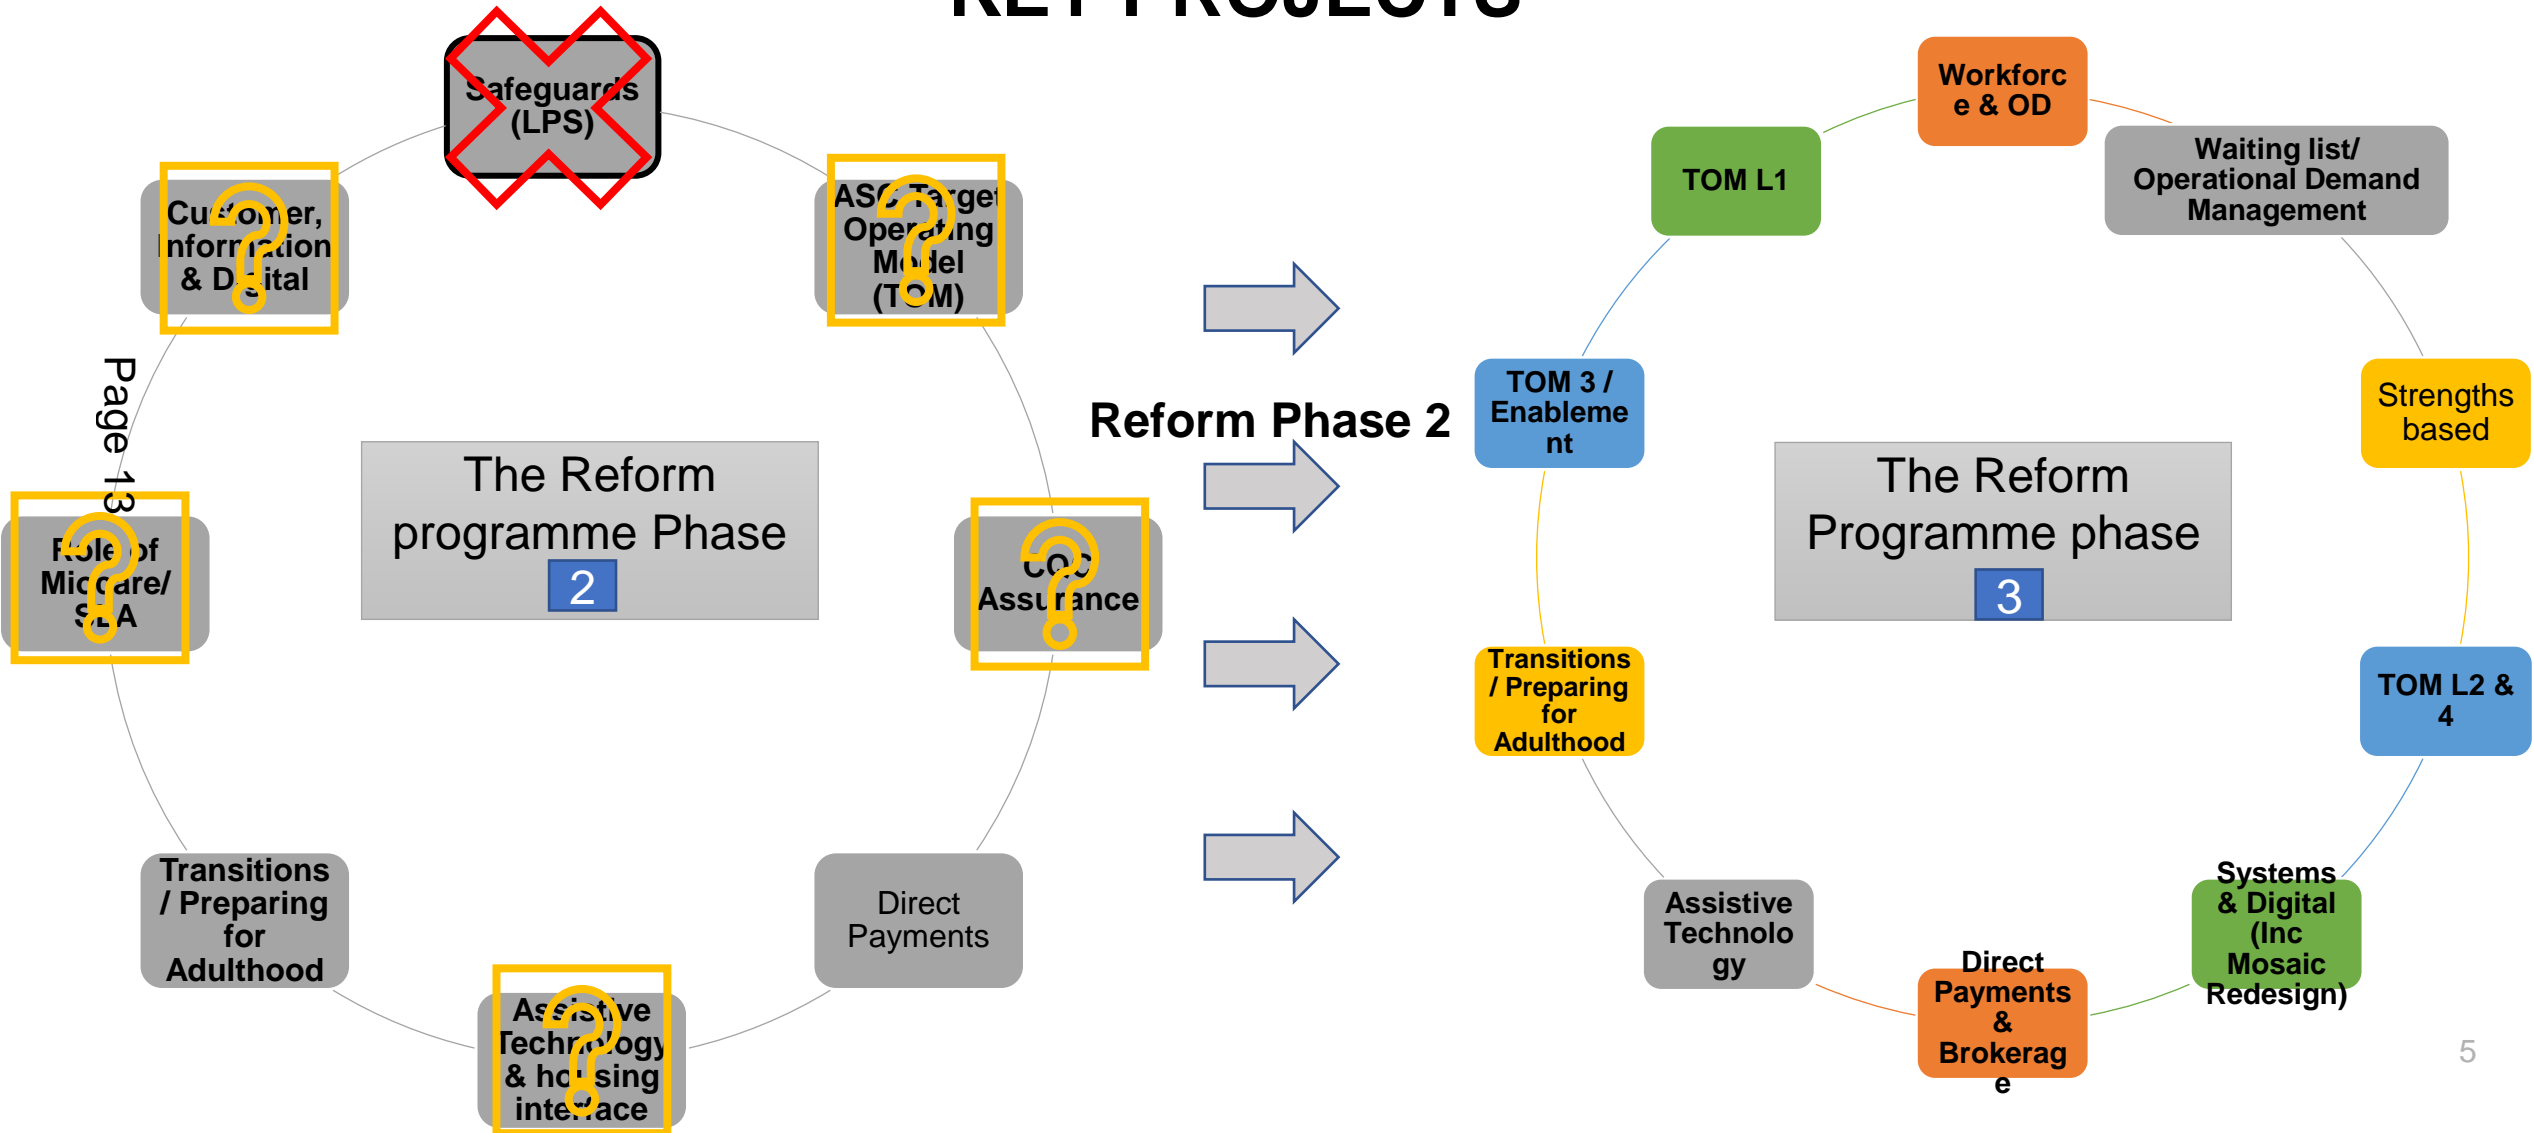 KEY PROJECTS
Safeguards
(LPS)
ASC Target
Operating
Model
(TOM)
CQC
Assurance
Direct
Payments
Assistive
Technology
& housing
interface
Transitions
/ Preparing
for
Adulthood
Role of
Miocare/
SLA
Customer,
Information
& Digital
Page 13
The Reform
programme Phase
2
Reform Phase 2
Workforc
e & OD
Waiting list/
Operational Demand
Management
Strengths
based
TOM L2 &
4
Systems
& Digital
(Inc
Mosaic
Redesign)
Direct
Payments
&
Brokerag
e
Assistive
Technolo
gy
Transitions
/ Preparing
for
Adulthood
TOM 3 /
Enableme
nt
TOM L1
The Reform
Programme phase
3
5